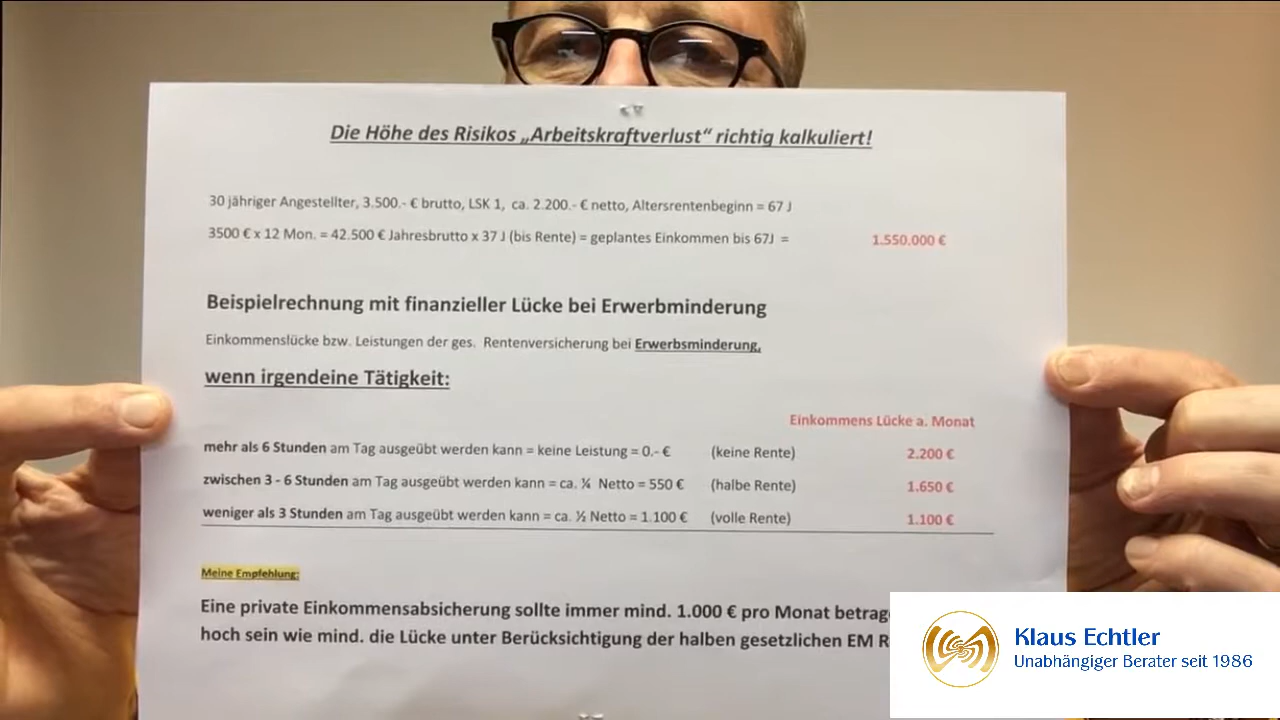 Die Höhe des Risikos „Arbeitskraftverlust“ richtig kalkuliert!
30 jähriger Angestellter, 3.500.- € brutto, LSK 1, ca. 2.200.- € netto, Altersrentenbeginn = 67 J
3500 € x 12 Mon. = 42.500 € Jahresbrutto x 37 J (bis Rente) = geplantes Einkommen bis 67J = 1.550.000 €
Beispielrechnung mit finanzieller Lücke bei Erwerbminderung
Einkommenslücke bzw. Leistungen der ges. Rentenversicherung bei Erwerbsminderung,
wenn irgendeine Tätigkeit:
Einkommens Lücke a. Monat
mehr als 6 Stunden am Tag ausgeübt werden kann = keine Leistung = 0.- € (keine Rente) 2.200 €
zwischen 3 - 6 Stunden am Tag ausgeübt werden kann = ca. ¼ Netto = 550 € (halbe Rente) 1.650 €
weniger als 3 Stunden am Tag ausgeübt werden kann = ca. ½ Netto = 1.100 € (volle Rente) 1.100 €
Meine Empfehlung:
Eine private Einkommensabsicherung sollte immer mind. 1.000 € pro Monat betrage
hoch sein wie mind. die Lücke unter Berücksichtigung der halben gesetzlichen EM R
Klaus Echtler
Unabhängiger Berater seit 1986